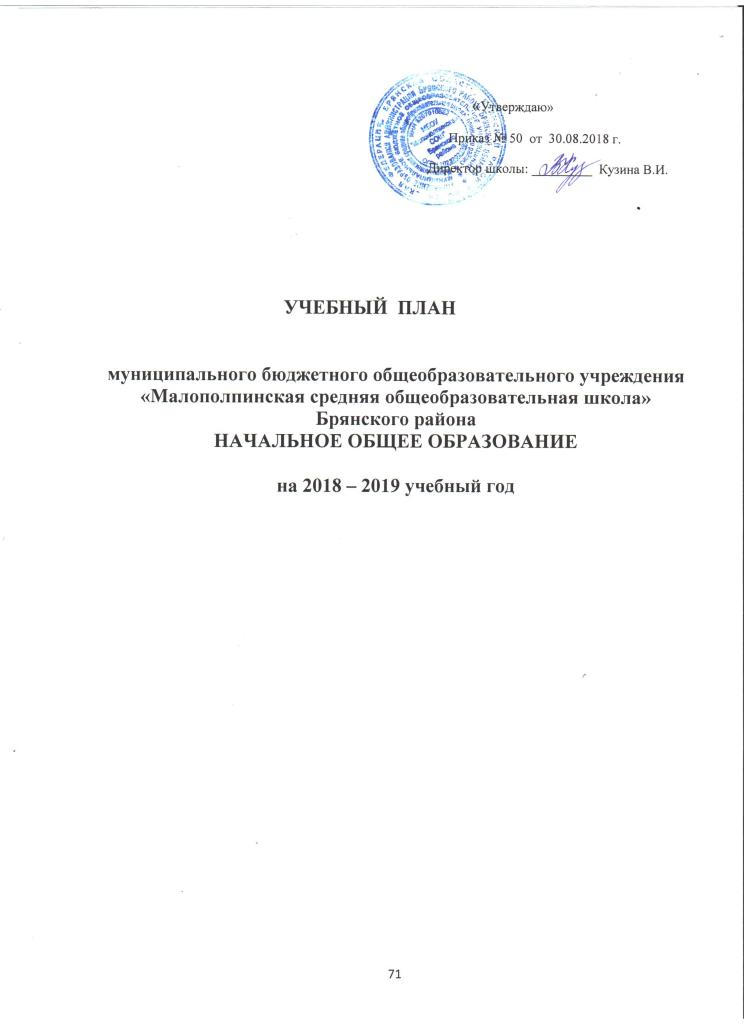 «Утверждаю»
Приказ № 50 от 30.08.2018 г.
Директор школы: __________ Кузина В.И.
УЧЕБНЫЙ ПЛАН
муниципального бюджетного общеобразовательного учреждения
«Малополпинская средняя общеобразовательная школа»
Брянского района
НАЧАЛЬНОЕ ОБЩЕЕ ОБРАЗОВАНИЕ
на 2018 – 2019 учебный год
71